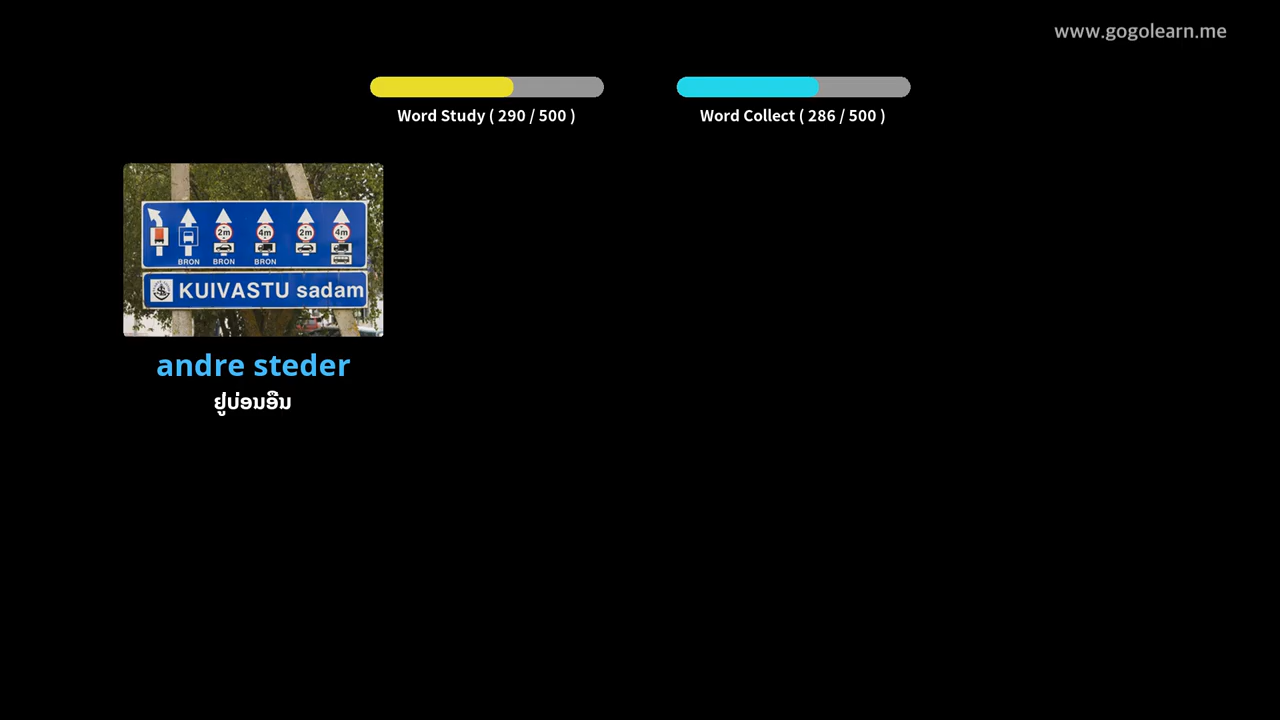 www.gogolearn.me
Word Study ( 290 / 500 )
Word Collect ( 286 / 500 )
2m 4m 2m 4m
BRON BRON BRON
KUIVASTU sadam
andre steder
ຢູ່ບ່ອນອື່ນ